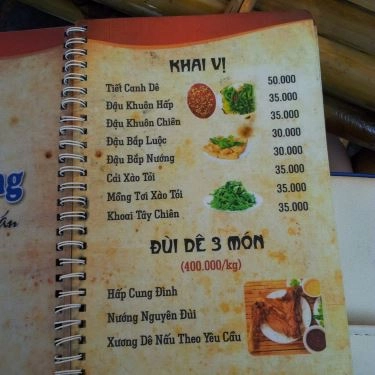 KHAI VỊ
Tiết Canh Dê 50.000
Đậu Khuôn Hấp 35.000
Đậu Khuôn Chiên 35.000
Đậu Bắp Luộc 30.000
Đậu Bắp Nướng 30.000
Cải Xào Tỏi 35.000
Mồng Tơi Xào Tỏi 35.000
Khoai Tây Chiên 35.000
ĐÙI DÊ 3 MÓN
(400.000/kg)
Hấp Cung Đình
Nướng Nguyên Đùi
Xương Dê Nấu Theo Yêu Cầu